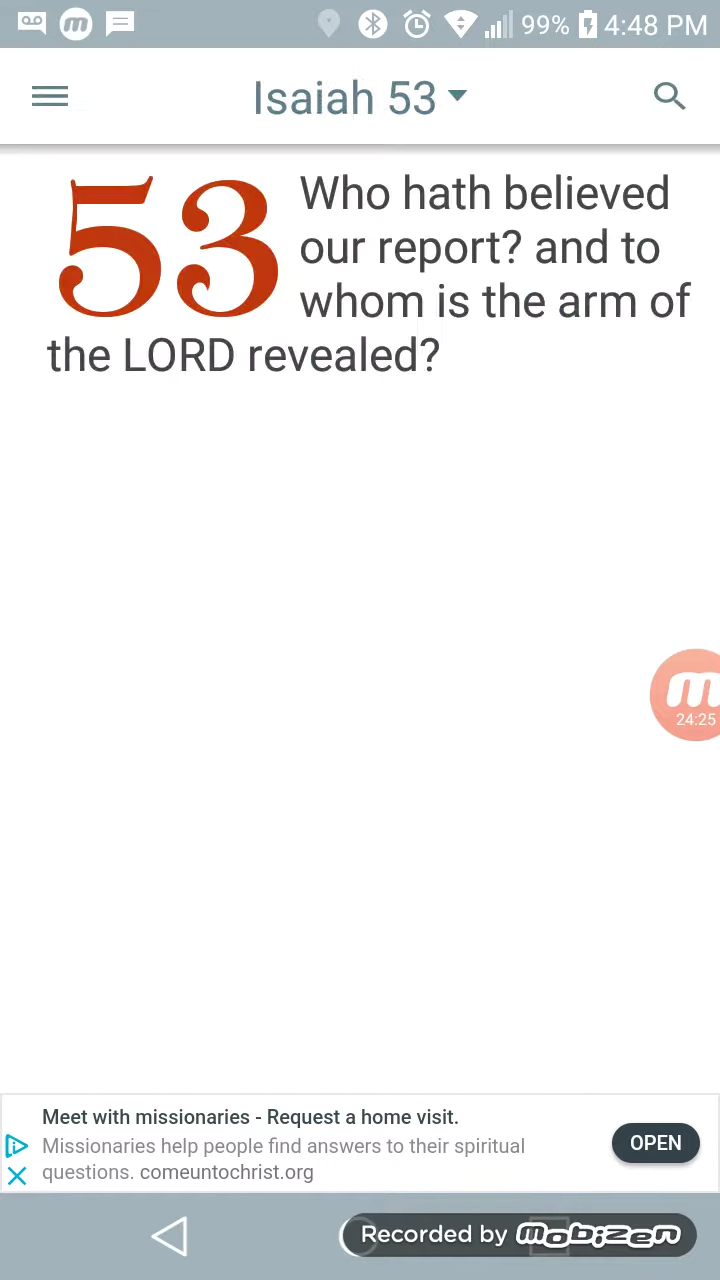 99% 4:48 PM
Isaiah 53
53 Who hath believed
our report? and to
whom is the arm of
the LORD revealed?
m
24:25
Meet with missionaries - Request a home visit.
Missionaries help people find answers to their spiritual
questions. comeuntochrist.org
OPEN
Recorded by mobizen